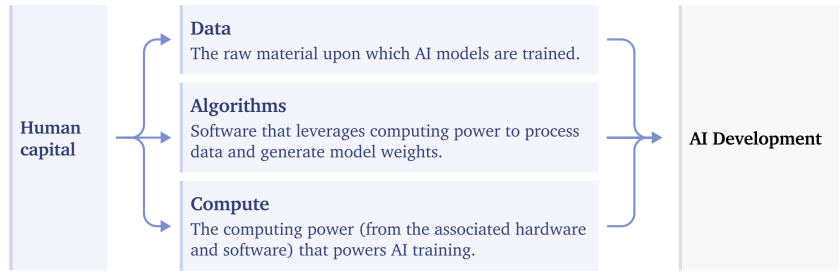 Human
capital
Data
The raw material upon which AI models are trained.
Algorithms
Software that leverages computing power to process
data and generate model weights.
Compute
The computing power (from the associated hardware
and software) that powers AI training.
AI Development